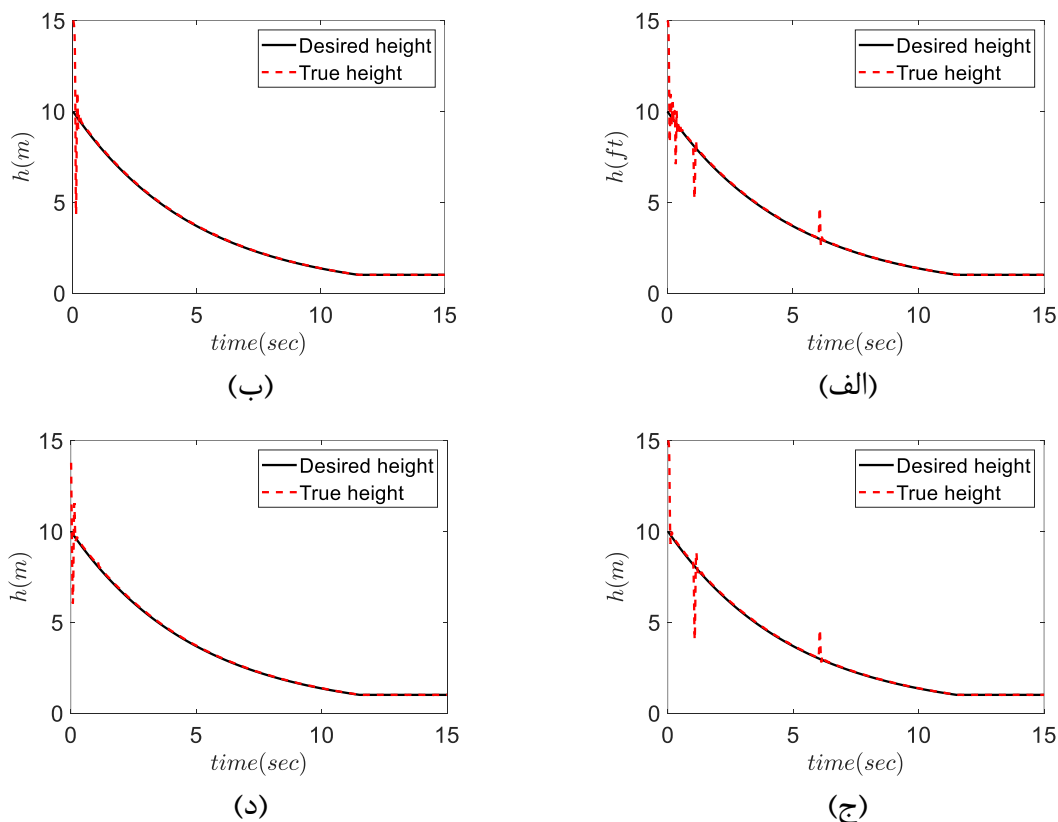 15
10
5
0
h(m)
0 5 10 15
time(sec)
Desired height
True height
(ب)
15
10
5
0
h(ft)
0 5 10 15
time(sec)
Desired height
True height
(الف)
15
10
5
0
h(m)
0 5 10 15
time(sec)
Desired height
True height
(د)
15
10
5
0
h(m)
0 5 10 15
time(sec)
Desired height
True height
(ج)